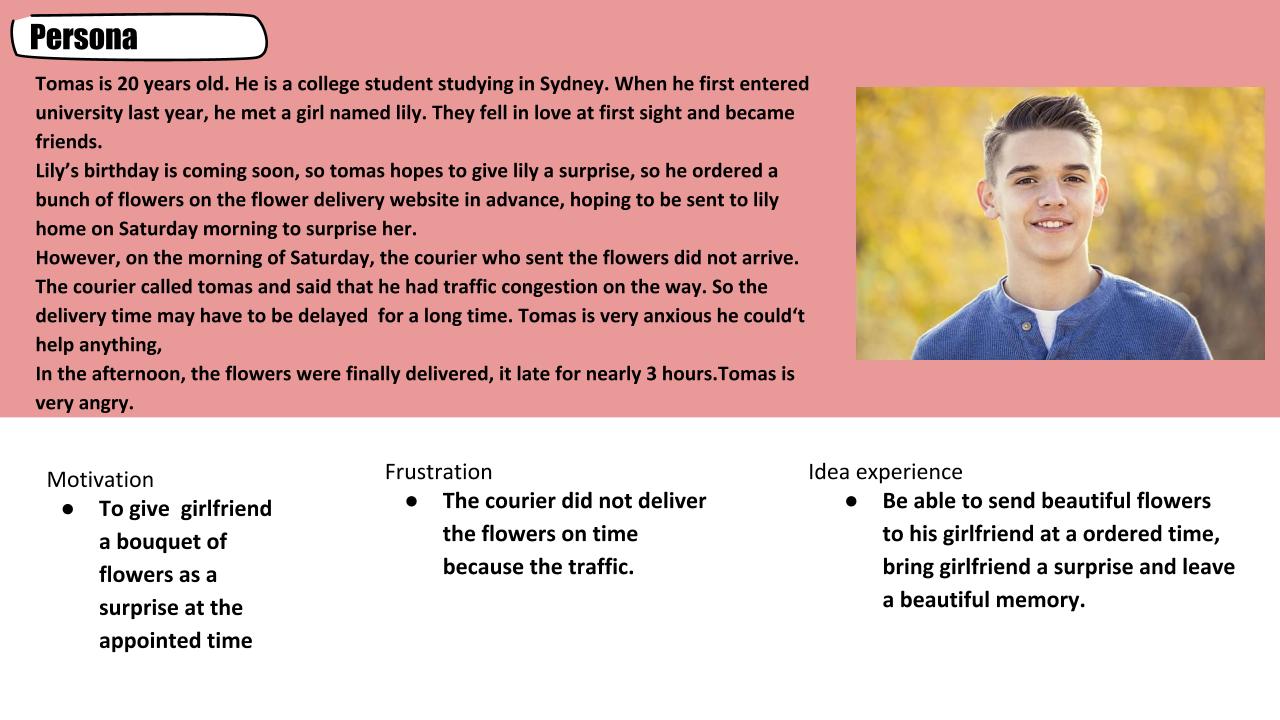 Persona
Tomas is 20 years old. He is a college student studying in Sydney. When he first entered
university last year, he met a girl named lily. They fell in love at first sight and became
friends.
Lily’s birthday is coming soon, so tomas hopes to give lily a surprise, so he ordered a
bunch of flowers on the flower delivery website in advance, hoping to be sent to lily
home on Saturday morning to surprise her.
However, on the morning of Saturday, the courier who sent the flowers did not arrive.
The courier called tomas and said that he had traffic congestion on the way. So the
delivery time may have to be delayed  for a long time. Tomas is very anxious he could‘t
help anything,
In the afternoon, the flowers were finally delivered, it late for nearly 3 hours.Tomas is
very angry.
Motivation
● To give  girlfriend
a bouquet of
flowers as a
surprise at the
appointed time
Frustration
● The courier did not deliver
the flowers on time
because the traffic.
Idea experience
● Be able to send beautiful flowers
to his girlfriend at a ordered time,
bring girlfriend a surprise and leave
a beautiful memory.